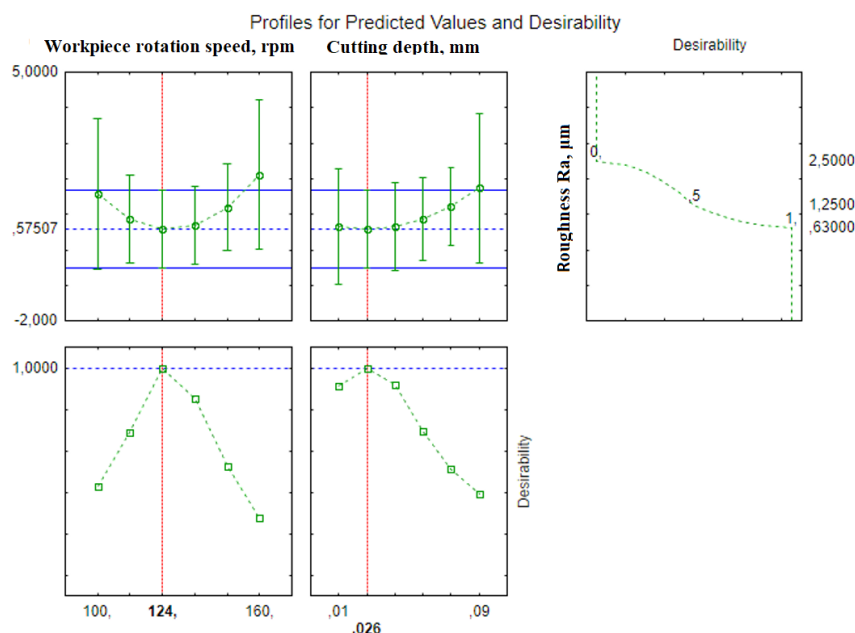 Profiles for Predicted Values and Desirability
Workpiece rotation speed, rpm
Cutting depth, mm
Desirability
5,0000
,57507
-2,000
Roughness Ra, µm
0,
,5
1,
2,5000
1,2500
,63000
1,0000
Desirability
100,
124,
160,
,01
,026
,09